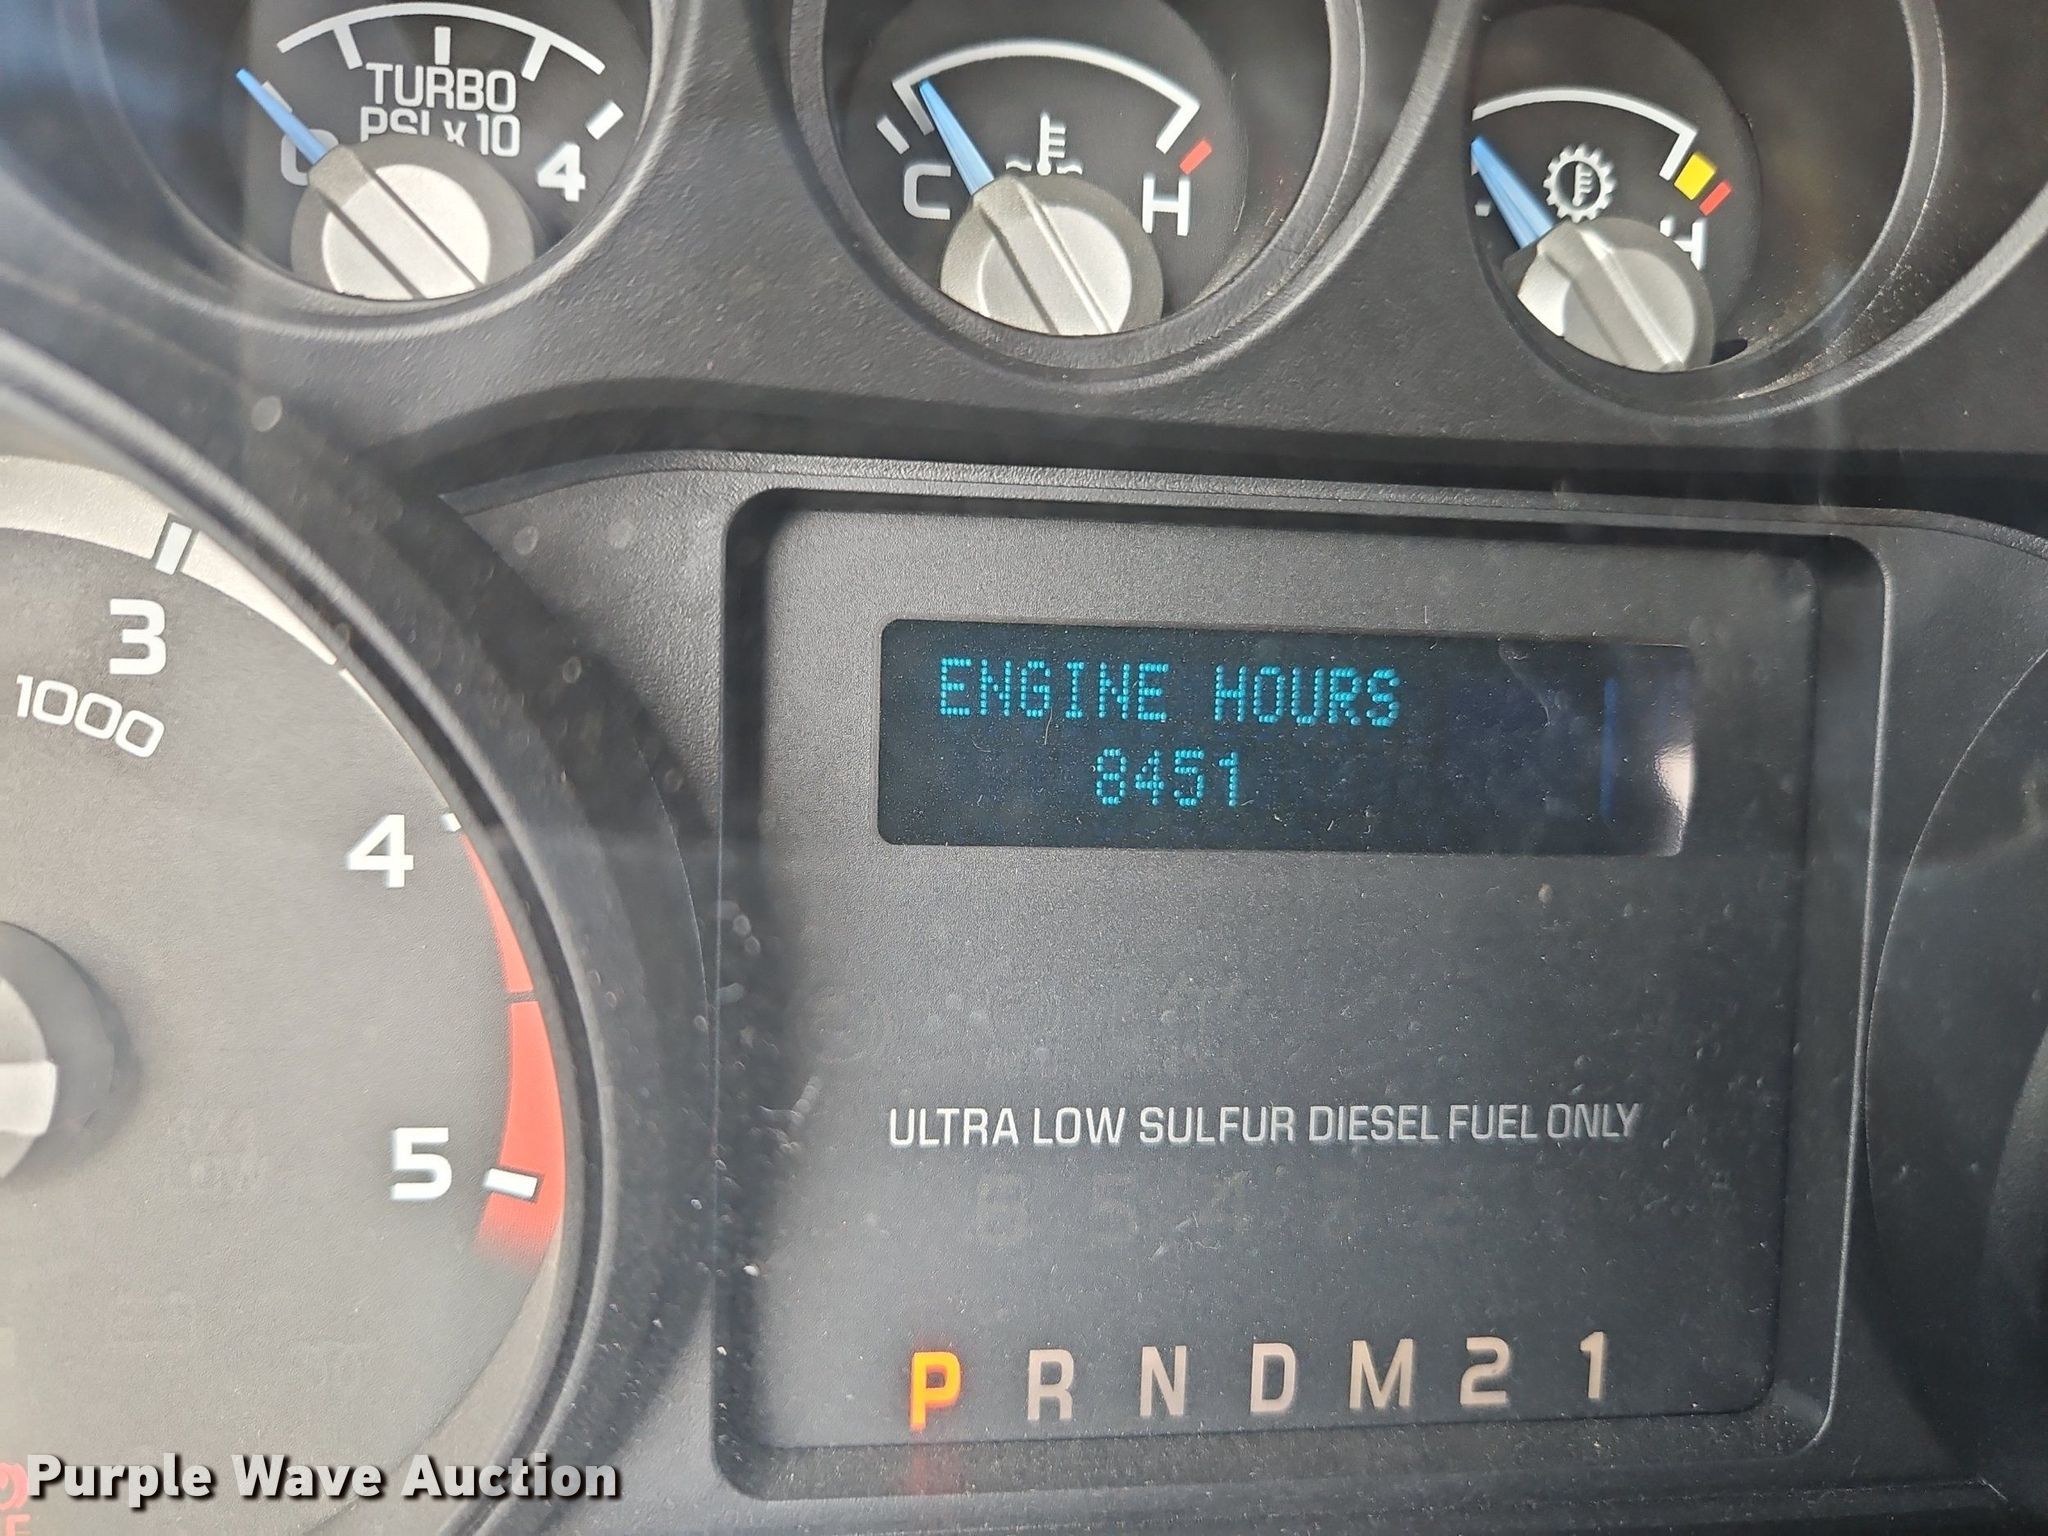 TURBO
PSI x 10
4
C
H
H
3
1000
4
5
ENGINE HOURS
8451
ULTRA LOW SULFUR DIESEL FUEL ONLY
P R N D M 2 1
Purple Wave Auction